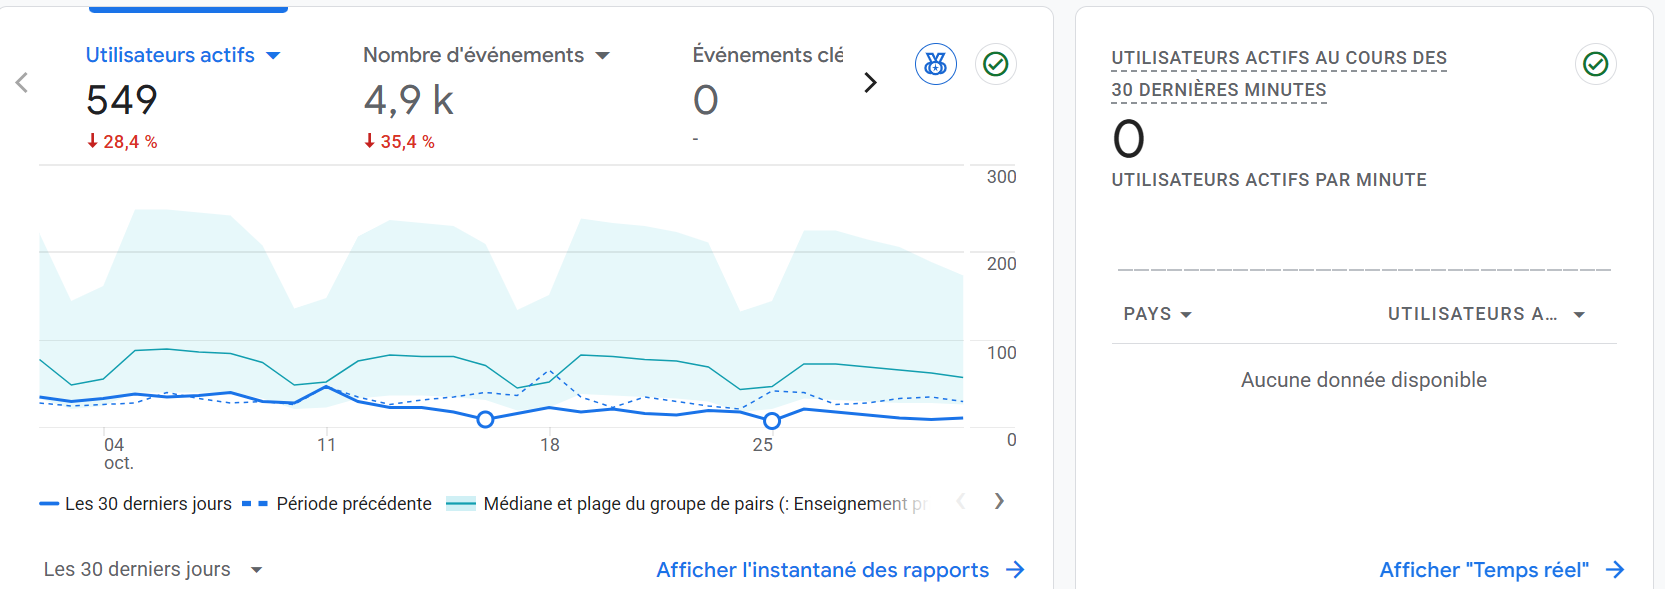 Utilisateurs actifs
549
28,4 %
Nombre d'événements
4,9 k
35,4 %
Événements clé
0
-
300
200
100
0
04
oct.
11
18
25
Les 30 derniers jours
Période précédente
Médiane et plage du groupe de pairs (: Enseignement pr
Les 30 derniers jours
Afficher l'instantané des rapports
UTILISATEURS ACTIFS AU COURS DES
30 DERNIÈRES MINUTES
0
UTILISATEURS ACTIFS PAR MINUTE
PAYS
UTILISATEURS A...
Aucune donnée disponible
Afficher "Temps réel"